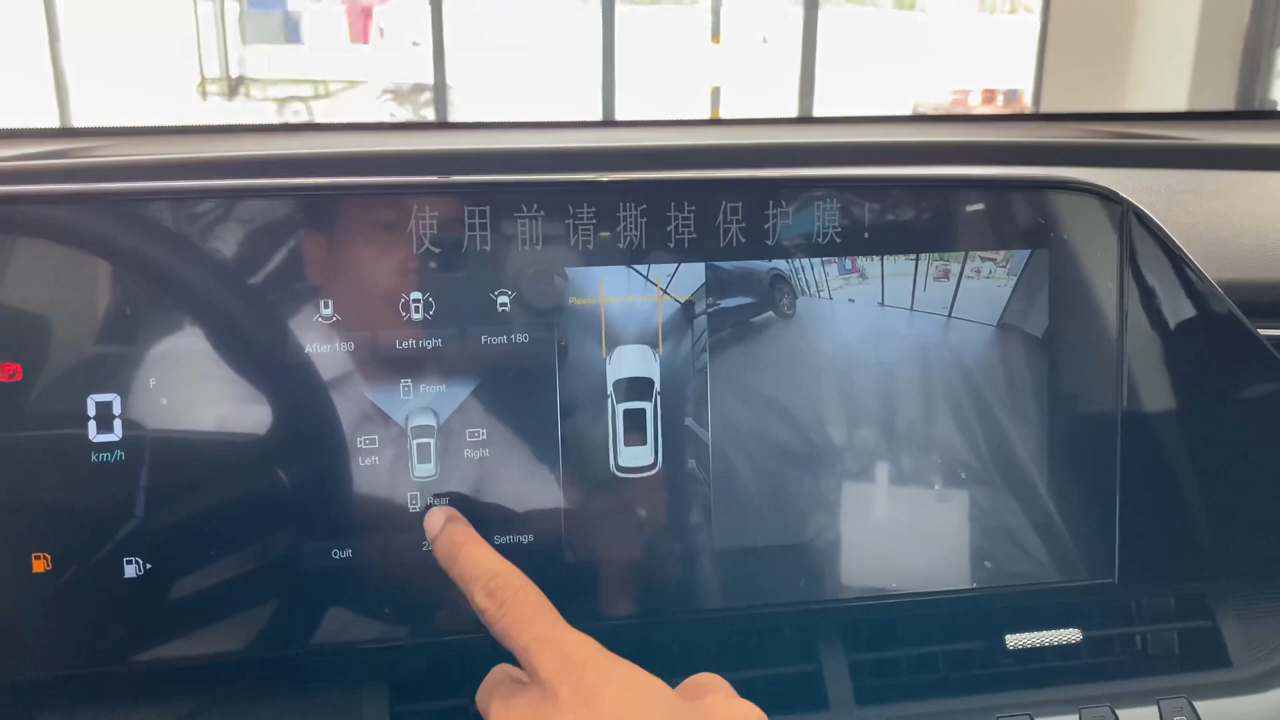 使用前请撕掉保护膜！
After 180
Left right
Front 180
Please
Front
F
0
km/h
Left
Right
Rear
Quit
Settings